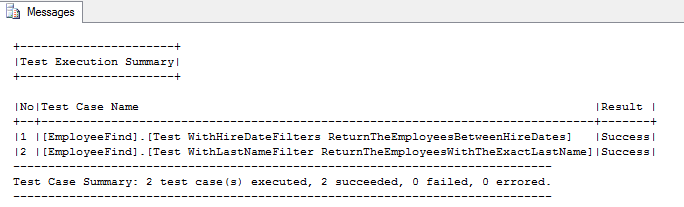 Messages
+----------------------+
|Test Execution Summary|
+----------------------+
|No|Test Case Name                                                                       |Result |
+--+-------------------------------------------------------------------------------------+-------+
|1 |[EmployeeFind].[Test WithHireDateFilters ReturnTheEmployeesBetweenHireDates]   |Success|
|2 |[EmployeeFind].[Test WithLastNameFilter ReturnTheEmployeesWithTheExactLastName]|Success|
-----------------------------------------------------------------------------
Test Case Summary: 2 test case(s) executed, 2 succeeded, 0 failed, 0 errored.
-----------------------------------------------------------------------------